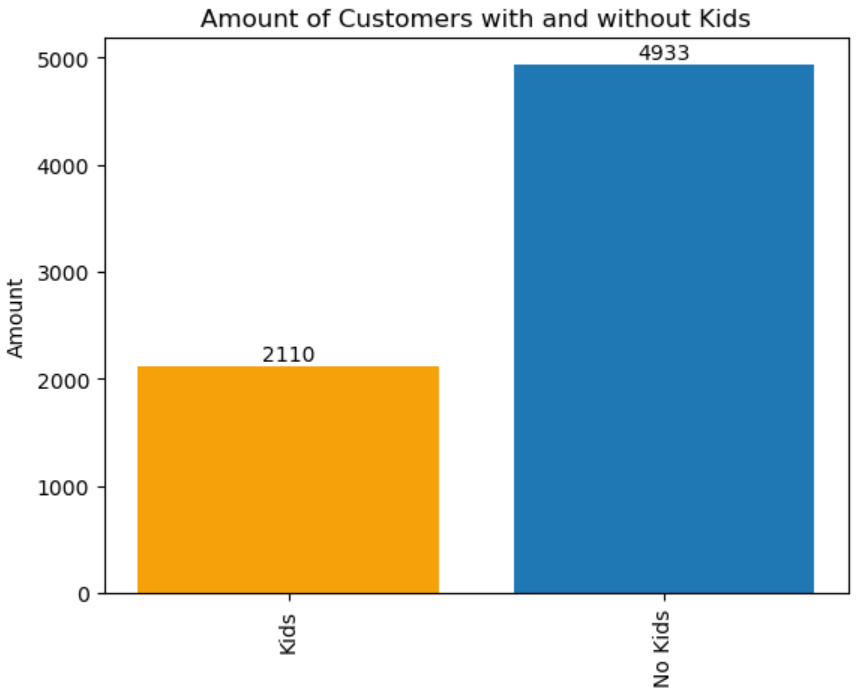 Amount of Customers with and without Kids
Amount
5000
4000
3000
2000
1000
0
2110
4933
Kids
No Kids